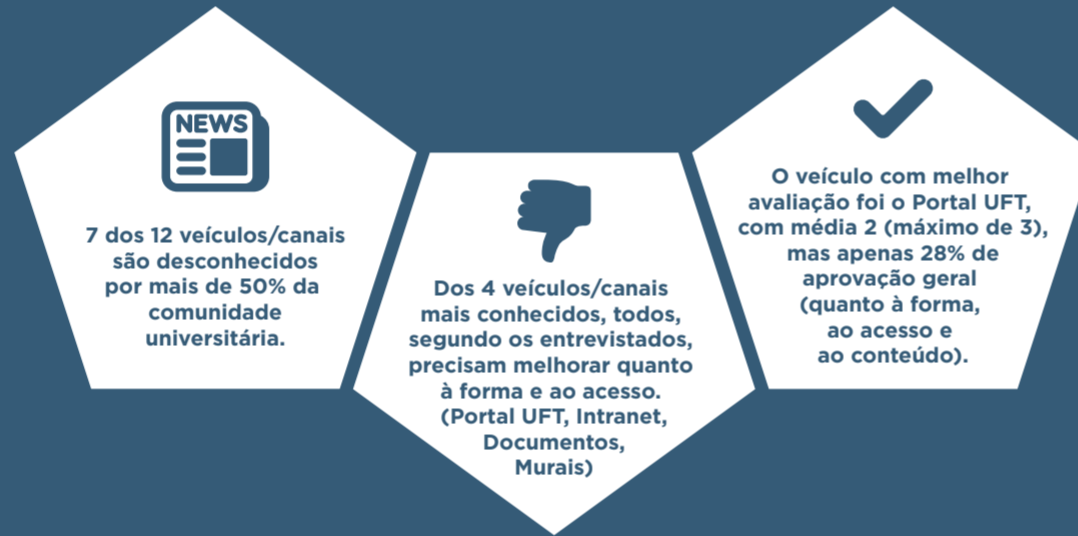 NEWS
7 dos 12 veículos/canais
são desconhecidos
por mais de 50% da
comunidade
universitária.
Dos 4 veículos/canais
mais conhecidos, todos,
segundo os entrevistados,
precisam melhorar quanto
à forma e ao acesso.
(Portal UFT, Intranet,
Documentos,
Murais)
O veículo com melhor
avaliação foi o Portal UFT,
com média 2 (máximo de 3),
mas apenas 28% de
aprovação geral
(quanto à forma,
ao acesso e
ao conteúdo).